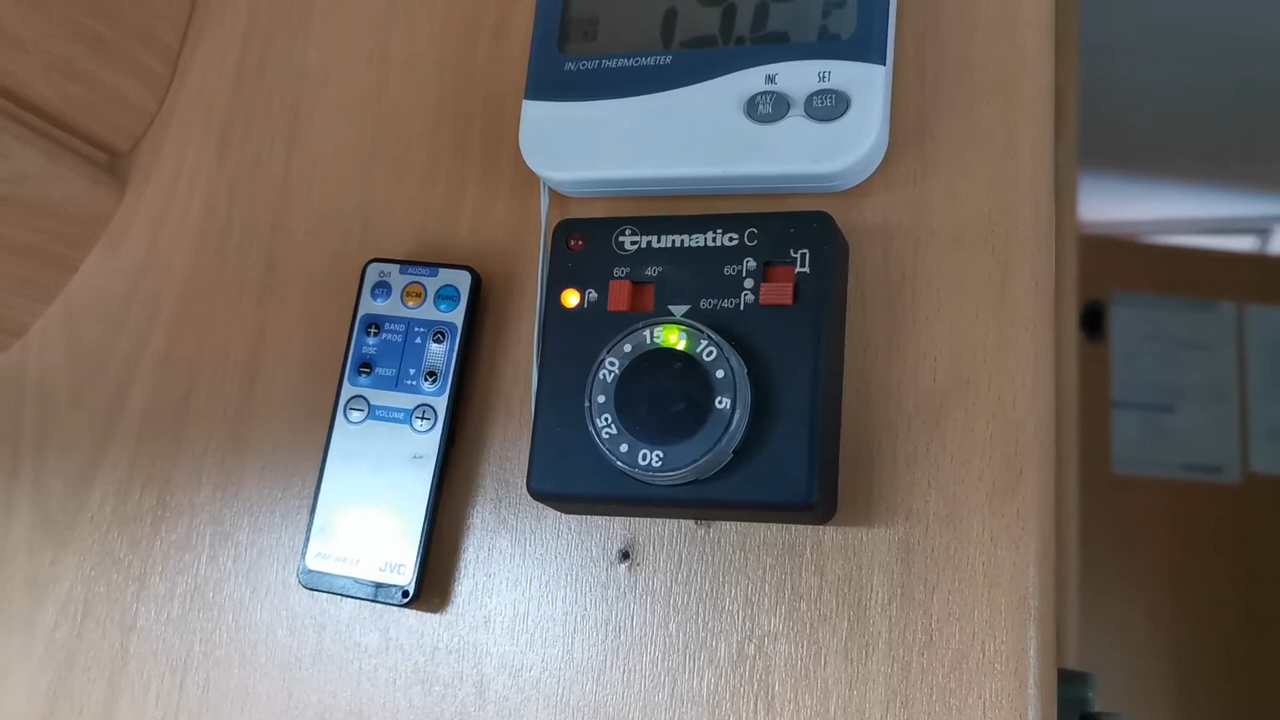 IN/OUT THERMOMETER
INC
SET
MAX/
MIN
RESET
trumatic C
60° 40°
60°
60°/40°
15
10
20
5
25
30
AUDIO
⏻/I
ATT
SCM
FUNC
+
BAND
PROG
DISC
−
PRESET
−
VOLUME
+
JVC